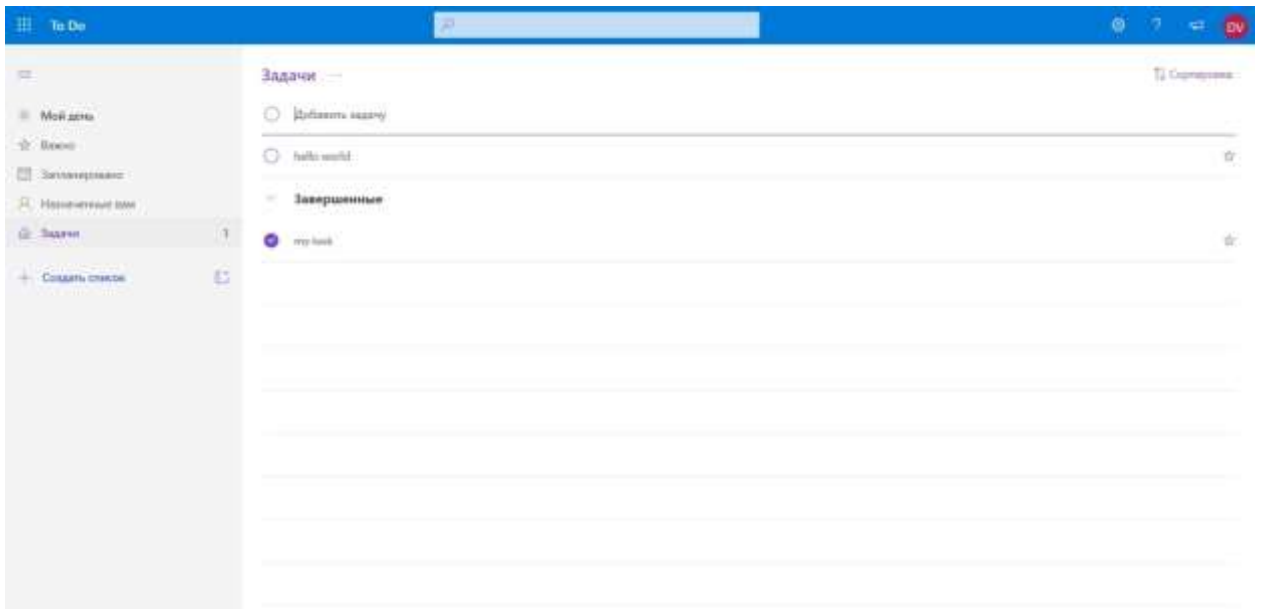 To Do
?
DV
Задачи ...
Сортировка
Добавить задачу
hello world
Завершенные
my task
Мой день
Важно
Запланировано
Назначенные вам
Задачи 1
Создать список